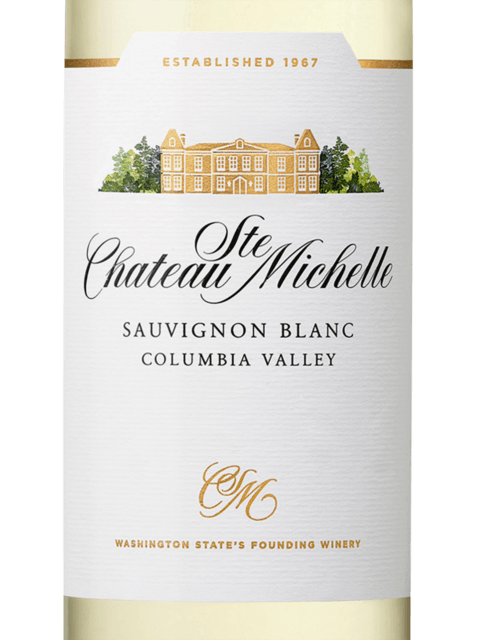 ESTABLISHED 1967
Ste
Chateau Michelle
SAUVIGNON BLANC
COLUMBIA VALLEY
CSM
WASHINGTON STATE'S FOUNDING WINERY